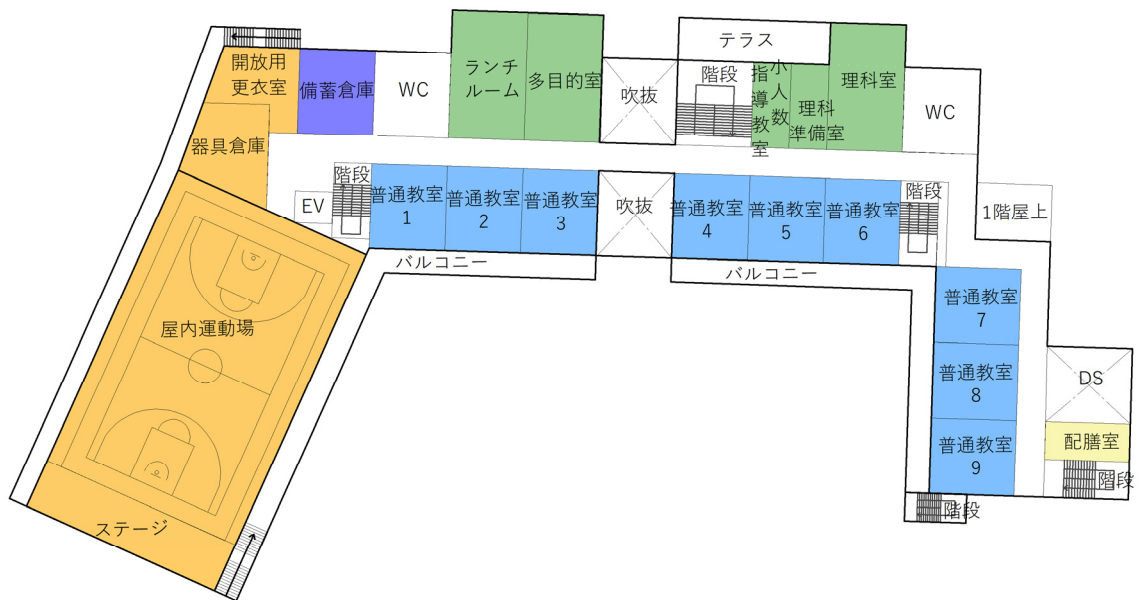 テラス
開放用
更衣室
備蓄倉庫
WC
ランチ
ルーム
多目的室
吹抜
階段
小人数
指導教室
理科
準備室
理科室
WC
器具倉庫
階段
EV
普通教室
1
普通教室
2
普通教室
3
吹抜
普通教室
4
普通教室
5
普通教室
6
階段
1階屋上
バルコニー
バルコニー
普通教室
7
屋内運動場
普通教室
8
DS
普通教室
9
配膳室
階段
階段
ステージ